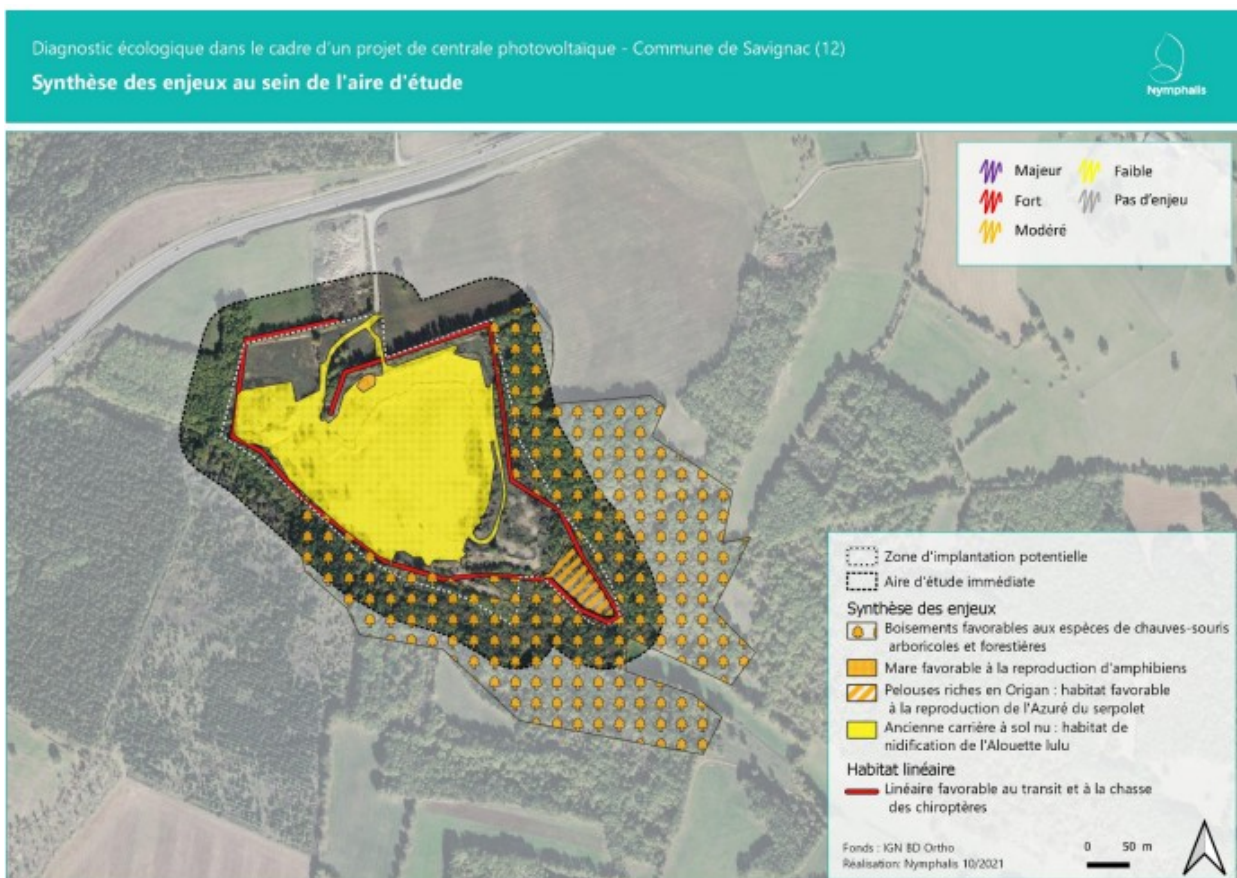 Diagnostic écologique dans le cadre d'un projet de centrale photovoltaïque - Commune de Savignac (12)
Synthèse des enjeux au sein de l'aire d'étude
Nymphalis
Majeur
Faible
Fort
Pas d'enjeu
Modéré
Zone d'implantation potentielle
Aire d'étude immédiate
Synthèse des enjeux
Boisements favorables aux espèces de chauves-souris
arboricoles et forestières
Mare favorable à la reproduction d'amphibiens
Pelouses riches en Origan : habitat favorable
à la reproduction de l'Azuré du serpolet
Ancienne carrière à sol nu : habitat de
nidification de l'Alouette lulu
Habitat linéaire
Linéaire favorable au transit et à la chasse
des chiroptères
Fonds : IGN BD Ortho
Réalisation: Nymphalis 10/2021
0 50 m